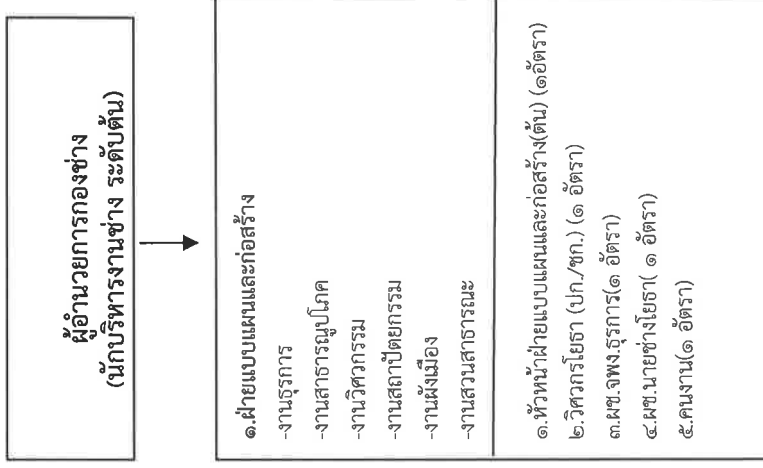 ผู้อำนวยการกองช่าง
(นักบริหารงานช่าง ระดับต้น)
๑.ฝ่ายแบบแผนและก่อสร้าง
-งานธุรการ
-งานสาธารณูปโภค
-งานวิศวกรรม
-งานสถาปัตยกรรม
-งานผังเมือง
-งานสวนสาธารณะ
๑.หัวหน้าฝ่ายแบบแผนและก่อสร้าง(ต้น) (๑อัตรา)
๒.วิศวกรโยธา (ปก./ชก.) (๑ อัตรา)
๓.ผช.จพง.ธุรการ(๑ อัตรา)
๔.ผช.นายช่างโยธา( ๑ อัตรา)
๕.คนงาน(๑ อัตรา)